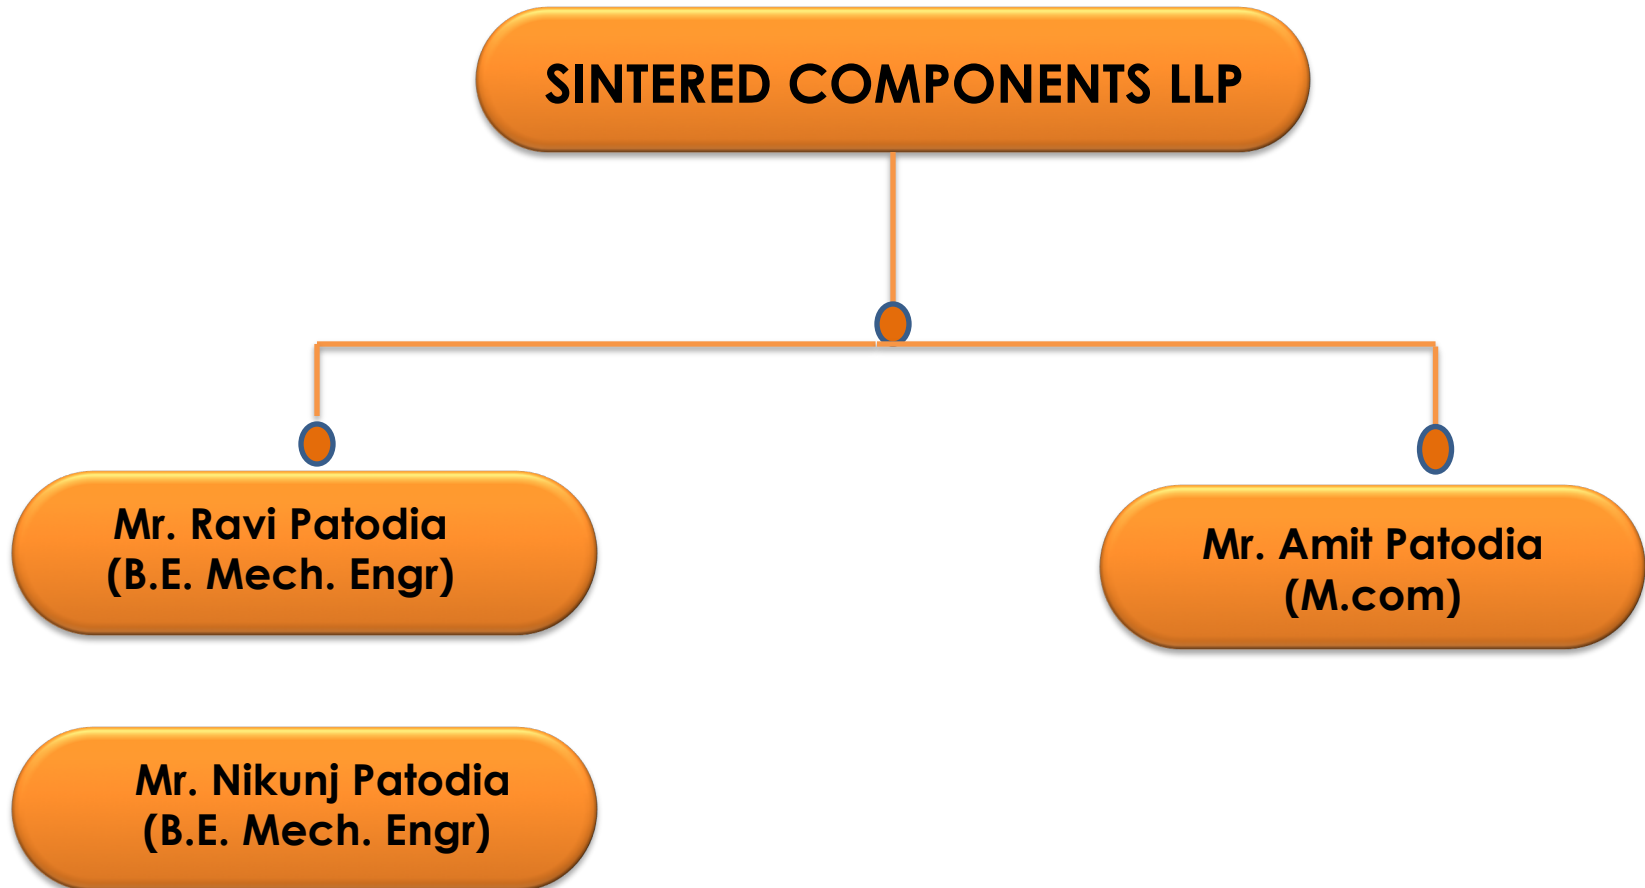 SINTERED COMPONENTS LLP
Mr. Ravi Patodia
(B.E. Mech. Engr)
Mr. Amit Patodia
(M.com)
Mr. Nikunj Patodia
(B.E. Mech. Engr)